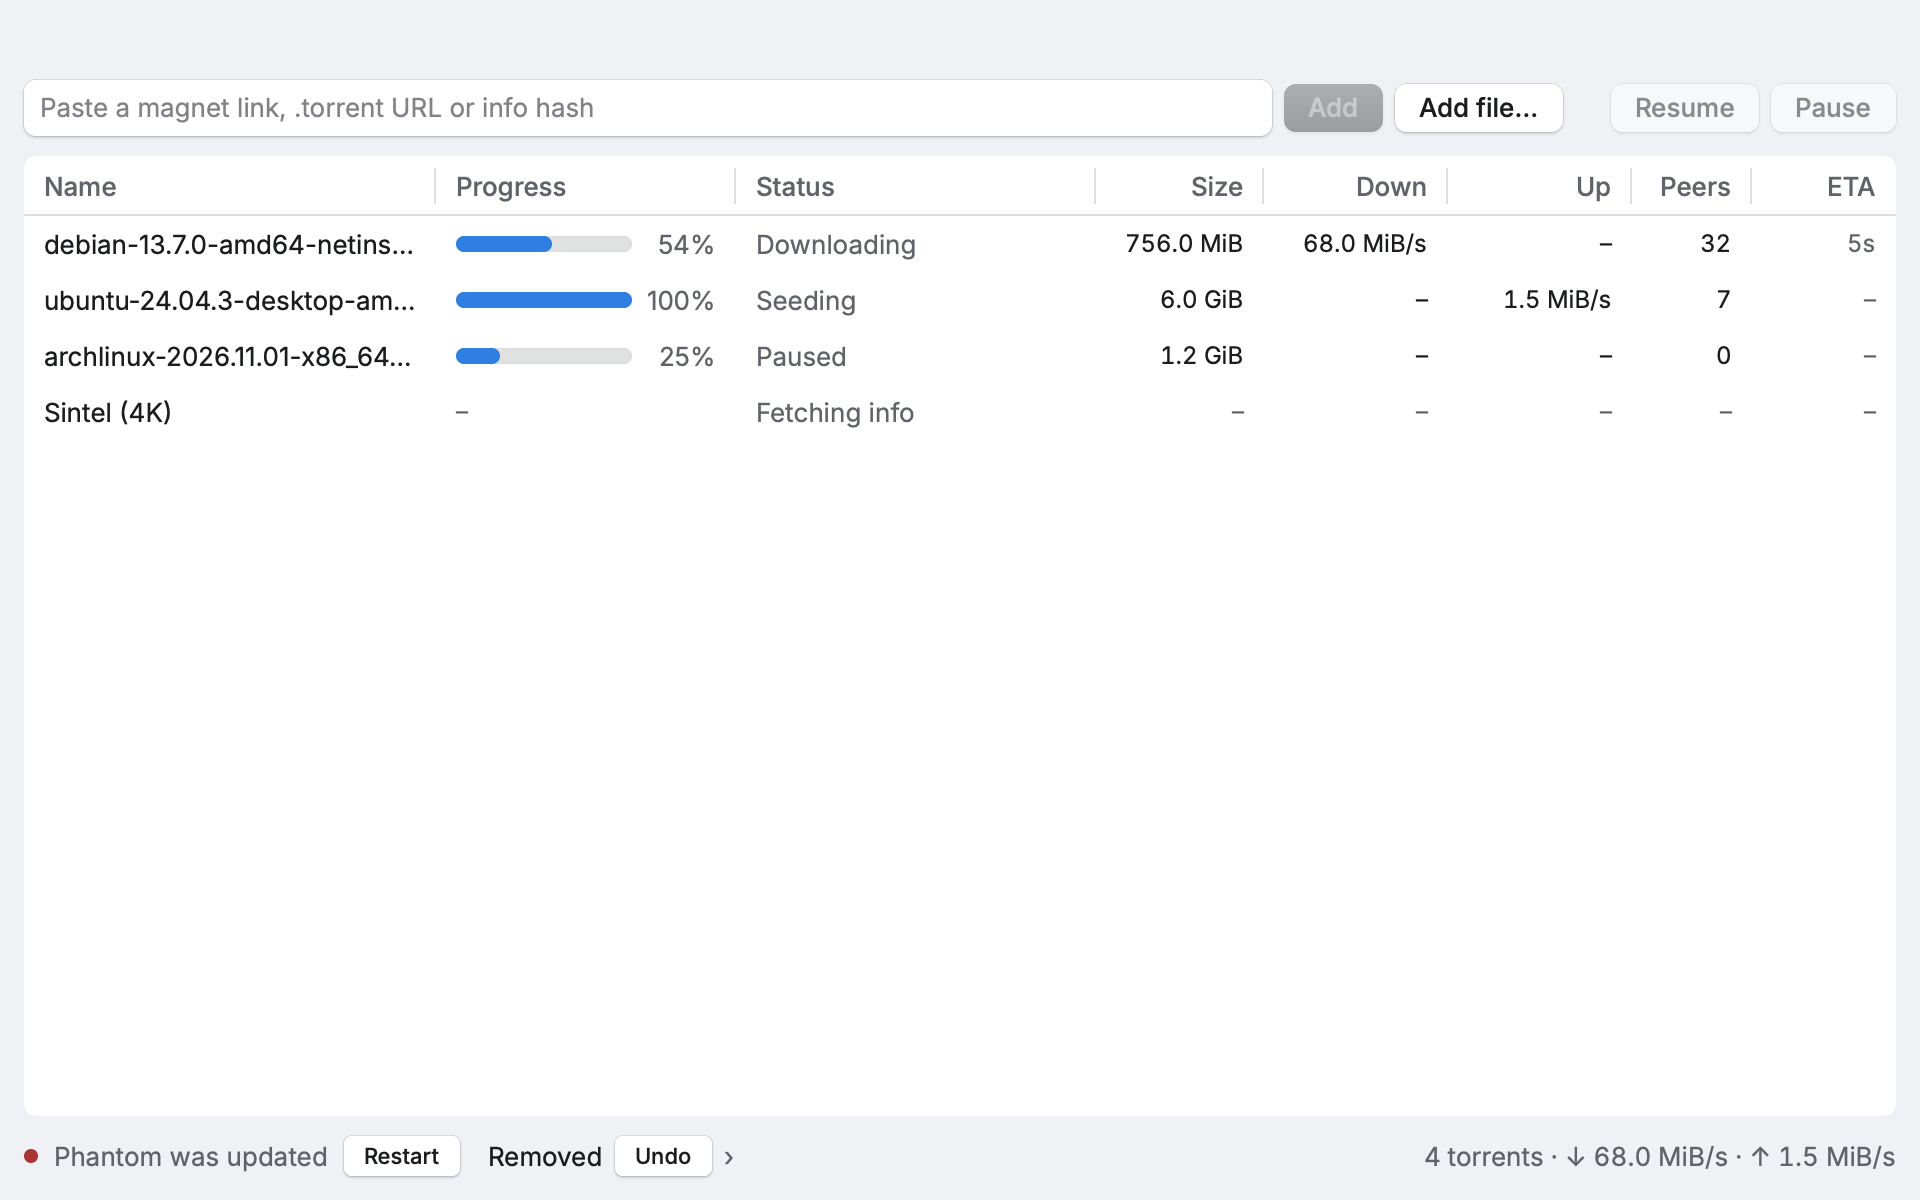 Paste a magnet link, .torrent URL or info hash Add Add file... Resume Pause
Name Progress Status Size Down Up Peers ETA
debian-13.7.0-amd64-netins... 54% Downloading 756.0 MiB 68.0 MiB/s – 32 5s
ubuntu-24.04.3-desktop-am... 100% Seeding 6.0 GiB – 1.5 MiB/s 7 –
archlinux-2026.11.01-x86_64... 25% Paused 1.2 GiB – – 0 –
Sintel (4K) – Fetching info – – – – –
Phantom was updated Restart Removed Undo › 4 torrents · ↓ 68.0 MiB/s · ↑ 1.5 MiB/s